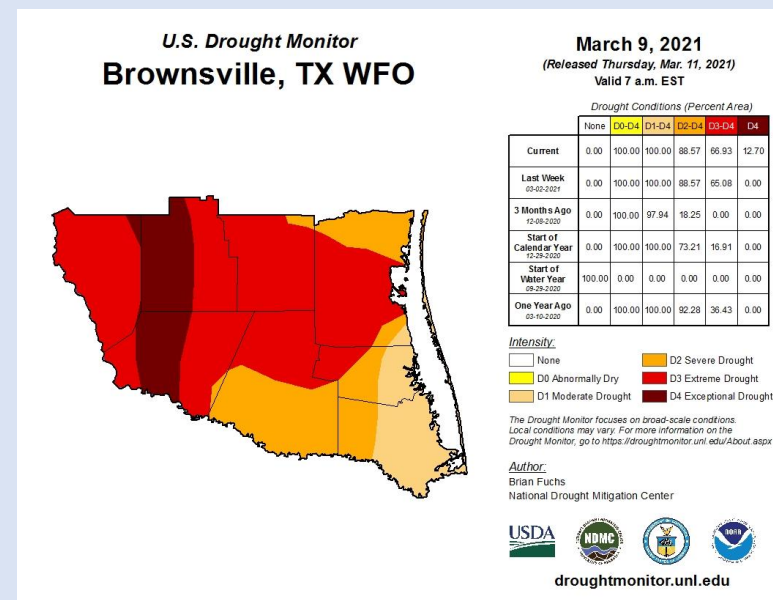 U.S. Drought Monitor
Brownsville, TX WFO
March 9, 2021
(Released Thursday, Mar. 11, 2021)
Valid 7 a.m. EST
Drought Conditions (Percent Area)
None D0-D4 D1-D4 D2-D4 D3-D4 D4
Current 0.00 100.00 100.00 88.57 66.93 12.70
Last Week
03-02-2021 0.00 100.00 100.00 88.57 65.08 0.00
3 Months Ago
12-08-2020 0.00 100.00 97.94 18.25 0.00 0.00
Start of
Calendar Year
12-29-2020 0.00 100.00 100.00 73.21 16.91 0.00
Start of
Water Year
09-29-2020 100.00 0.00 0.00 0.00 0.00 0.00
One Year Ago
03-10-2020 0.00 100.00 100.00 92.28 36.43 0.00
Intensity:
None
D0 Abnormally Dry
D1 Moderate Drought
D2 Severe Drought
D3 Extreme Drought
D4 Exceptional Drought
The Drought Monitor focuses on broad-scale conditions.
Local conditions may vary. For more information on the
Drought Monitor, go to https://droughtmonitor.unl.edu/About.aspx
Author:
Brian Fuchs
National Drought Mitigation Center
USDA
NDMC
droughtmonitor.unl.edu